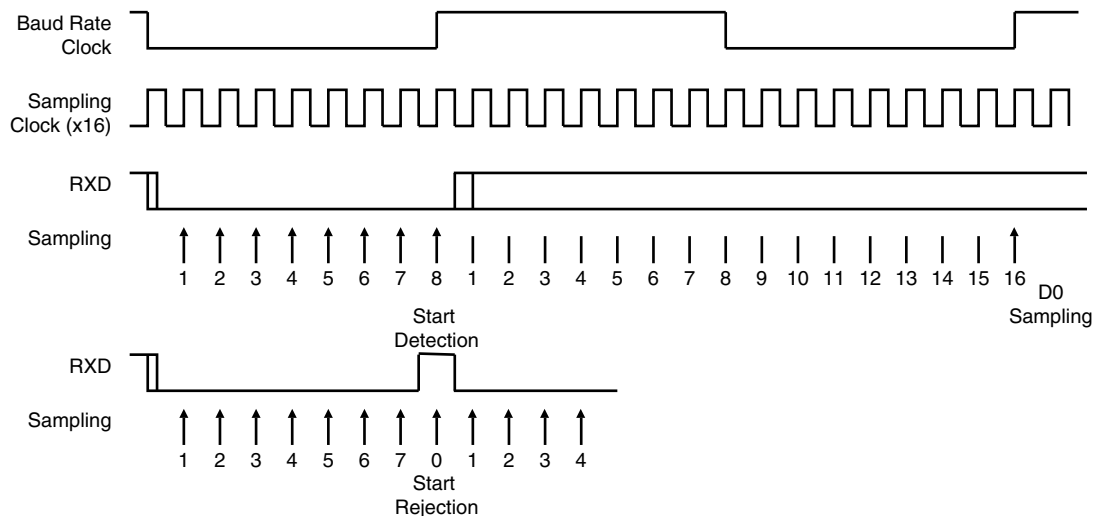 Baud Rate
Clock
Sampling
Clock (x16)
RXD
Sampling
1 2 3 4 5 6 7 8 1 2 3 4 5 6 7 8 9 10 11 12 13 14 15 16
D0
Sampling
Start
Detection
RXD
Sampling
1 2 3 4 5 6 7 0 1 2 3 4
Start
Rejection